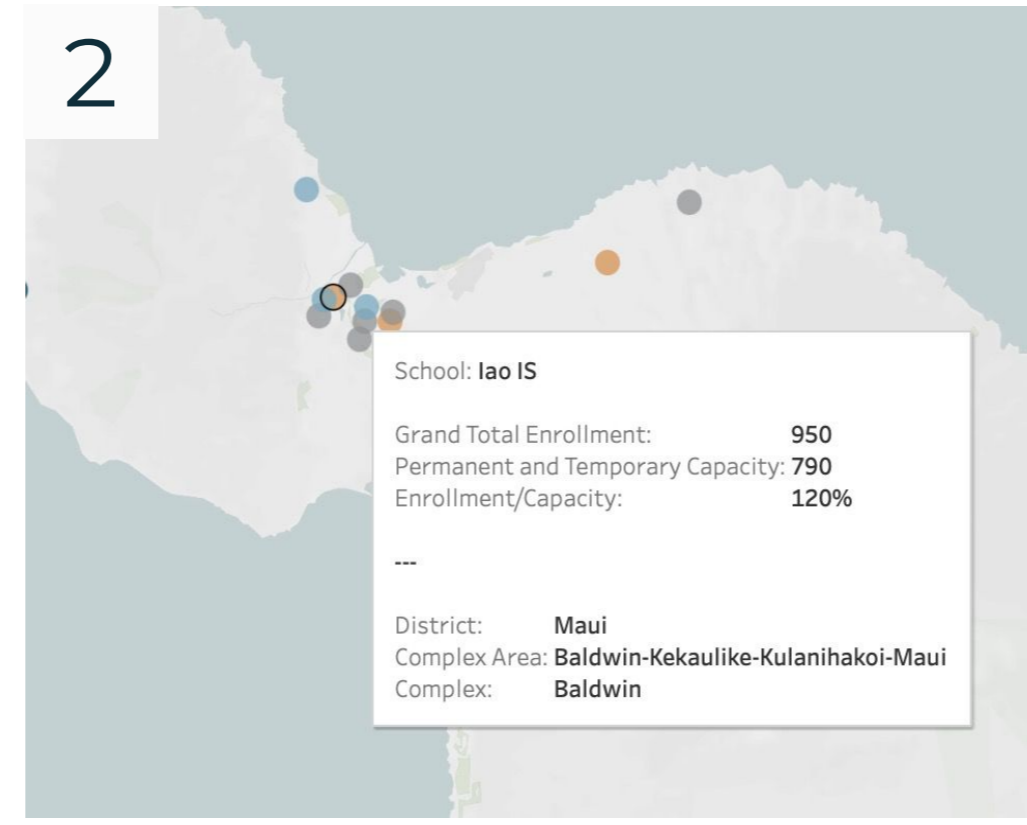 2
School: Iao IS
Grand Total Enrollment: 950
Permanent and Temporary Capacity: 790
Enrollment/Capacity: 120%
---
District: Maui
Complex Area: Baldwin-Kekaulike-Kulanihakoi-Maui
Complex: Baldwin